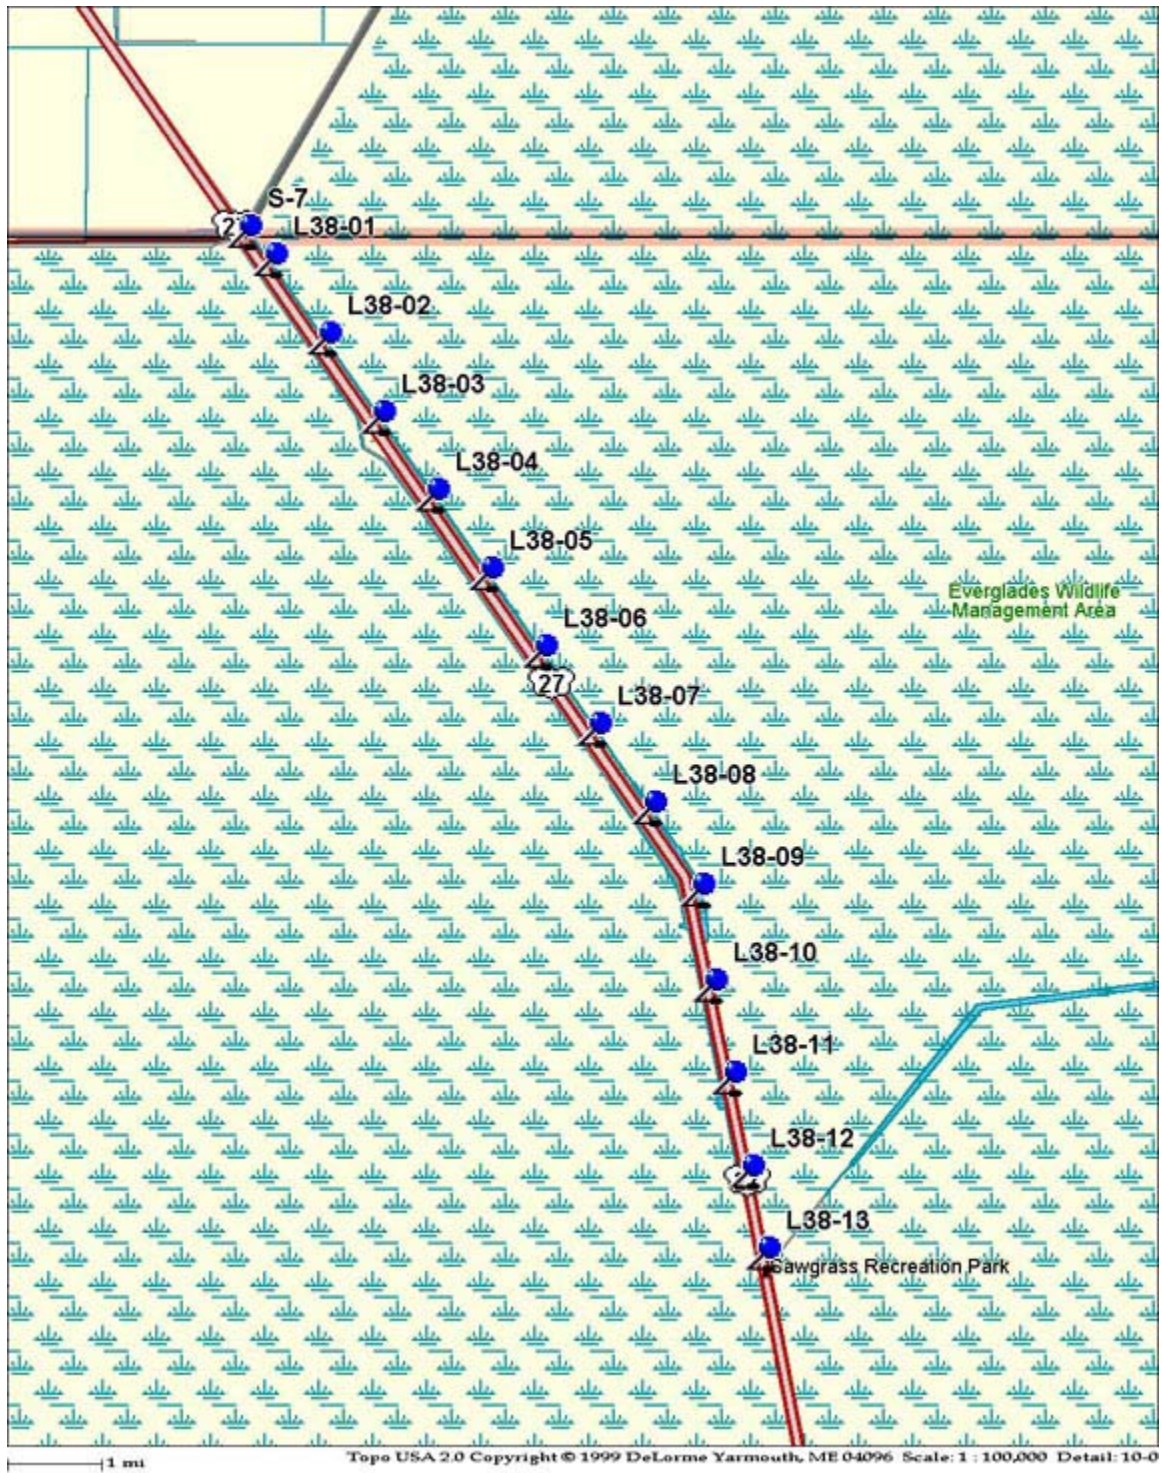 S-7
L38-01
L38-02
L38-03
L38-04
L38-05
Everglades Wildlife
Management Area
L38-06
27
L38-07
L38-08
L38-09
L38-10
L38-11
L38-12
L38-13
Sawgrass Recreation Park
1 mi
Topo USA 2.0 Copyright © 1999 DeLorme Yarmouth, ME 04096 Scale: 1 : 100,000 Detail: 10-0